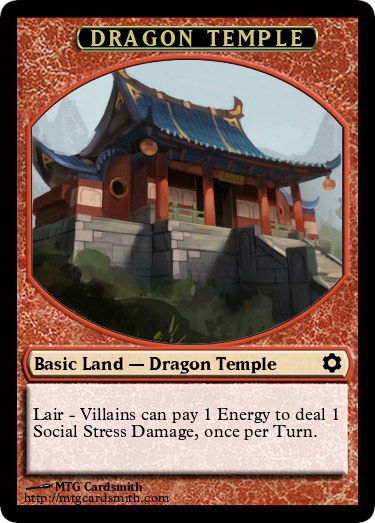 DRAGON TEMPLE
Basic Land — Dragon Temple
Lair - Villains can pay 1 Energy to deal 1
Social Stress Damage, once per Turn.
MTG Cardsmith
http://mtgcardsmith.com